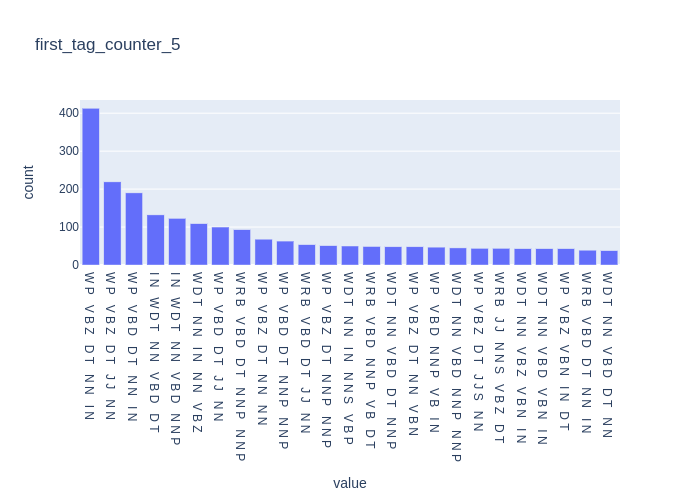 first_tag_counter_5
count
400
300
200
100
0
WP VBZ DT NN IN
WP VBZ DT JJ NN
WP VBD DT NN IN
IN WDT NN VBD DT
IN WDT NN VBD NNP
WDT NN IN NN VBZ
WP VBD DT JJ NN
WRB VBD DT NNP NNP
WP VBZ DT NN NN
WP VBD DT NNP NNP
WRB VBD DT JJ NN
WP VBZ DT NNP NNP
WDT NN IN NNS VBP
WRB VBD NNP VB DT
WDT NN VBD DT NNP
WP VBZ DT NN VBN
WP VBD NNP VB IN
WDT NN VBD NNP NNP
WP VBZ DT JJS NN
WRB JJ NNS VBZ DT
WDT NN VBZ VBN IN
WDT NN VBD VBN IN
WP VBZ VBN IN DT
WRB VBD DT NN IN
WDT NN VBD DT NN
value